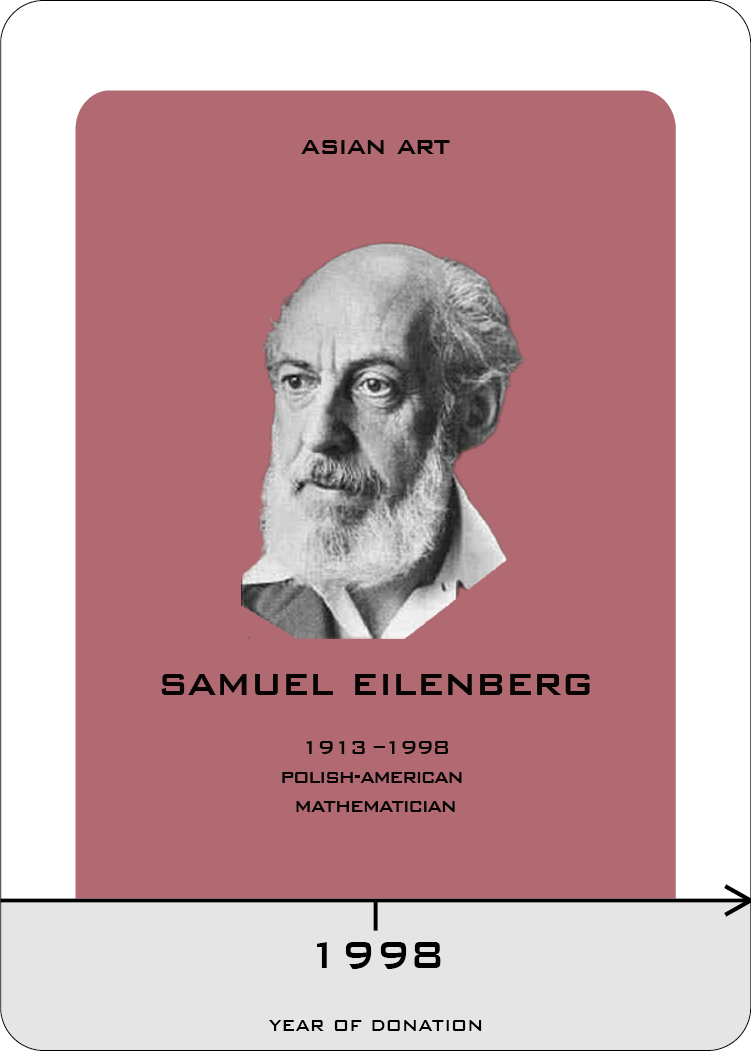 ASIAN ART
SAMUEL EILENBERG
1913 –1998
POLISH-AMERICAN
MATHEMATICIAN
1998
YEAR OF DONATION